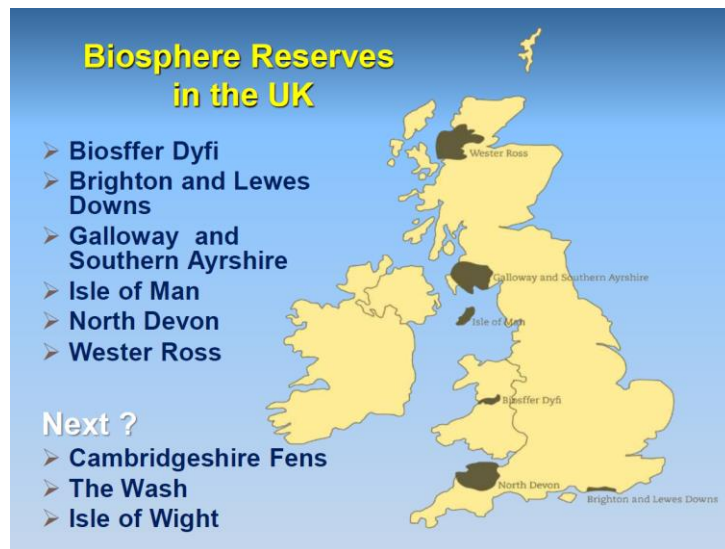 Biosphere Reserves
in the UK
➢ Biosffer Dyfi
➢ Brighton and Lewes
Downs
➢ Galloway and
Southern Ayrshire
➢ Isle of Man
➢ North Devon
➢ Wester Ross
Next ?
➢ Cambridgeshire Fens
➢ The Wash
➢ Isle of Wight
Wester Ross
Galloway and Southern Ayrshire
Isle of Man
Biosffer Dyfi
North Devon
Brighton and Lewes Downs